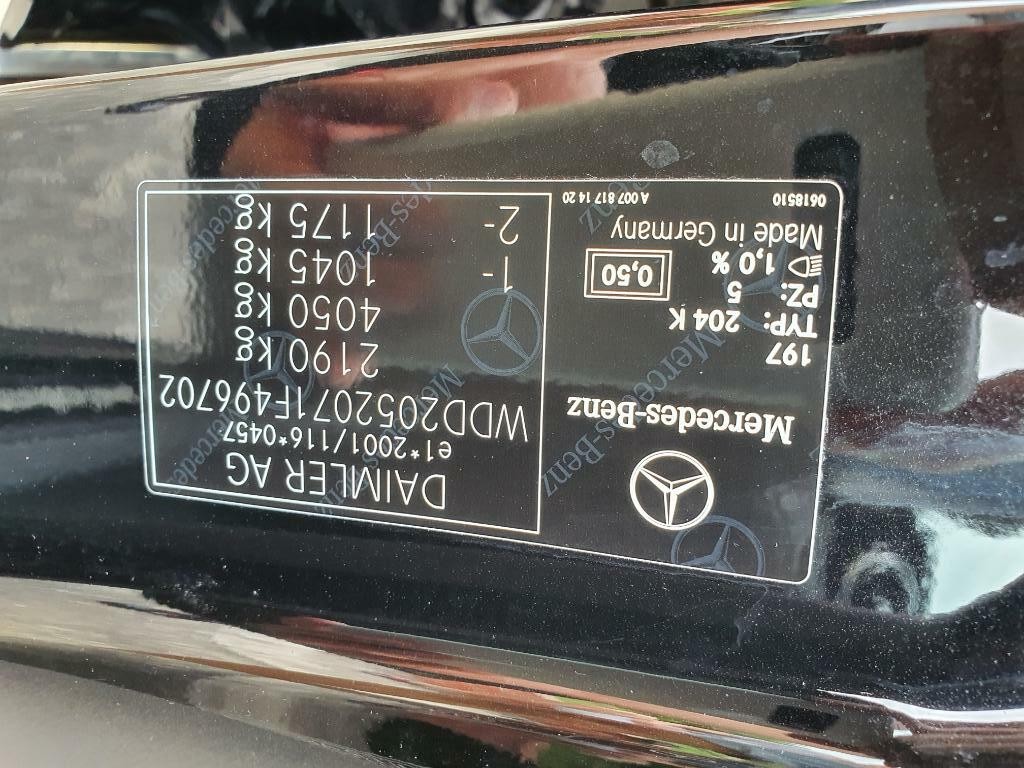 Mercedes-Benz
197
TYP: 204 K
PZ: 5
1,0 %
0,50
Made in Germany
0618510
A 007 817 14 20
DAIMLER AG
e1*2001/116*0457
WDD2052071F496702
2190 kg
4050 kg
1- 1045 kg
2- 1175 kg